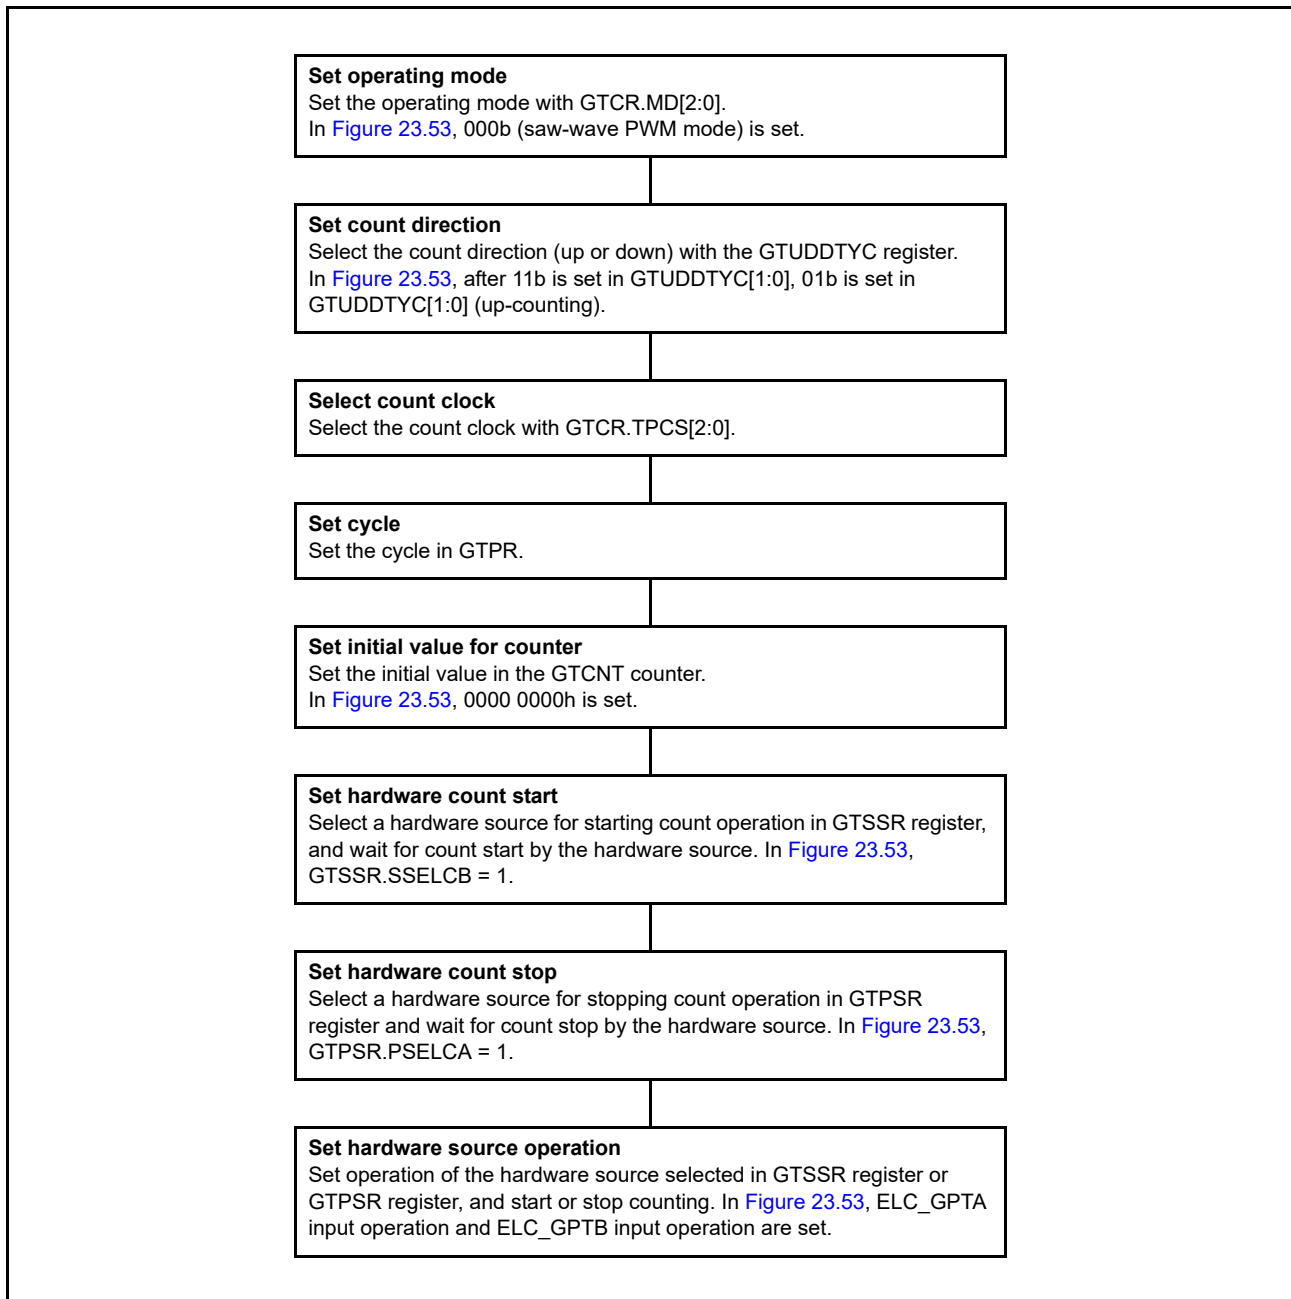 Set operating mode
Set the operating mode with GTCR.MD[2:0].
In Figure 23.53, 000b (saw-wave PWM mode) is set.
Set count direction
Select the count direction (up or down) with the GTUDDTYC register.
In Figure 23.53, after 11b is set in GTUDDTYC[1:0], 01b is set in
GTUDDTYC[1:0] (up-counting).
Select count clock
Select the count clock with GTCR.TPCS[2:0].
Set cycle
Set the cycle in GTPR.
Set initial value for counter
Set the initial value in the GTCNT counter.
In Figure 23.53, 0000 0000h is set.
Set hardware count start
Select a hardware source for starting count operation in GTSSR register,
and wait for count start by the hardware source. In Figure 23.53,
GTSSR.SSELCB = 1.
Set hardware count stop
Select a hardware source for stopping count operation in GTPSR
register and wait for count stop by the hardware source. In Figure 23.53,
GTPSR.PSELCA = 1.
Set hardware source operation
Set operation of the hardware source selected in GTSSR register or
GTPSR register, and start or stop counting. In Figure 23.53, ELC_GPTA
input operation and ELC_GPTB input operation are set.